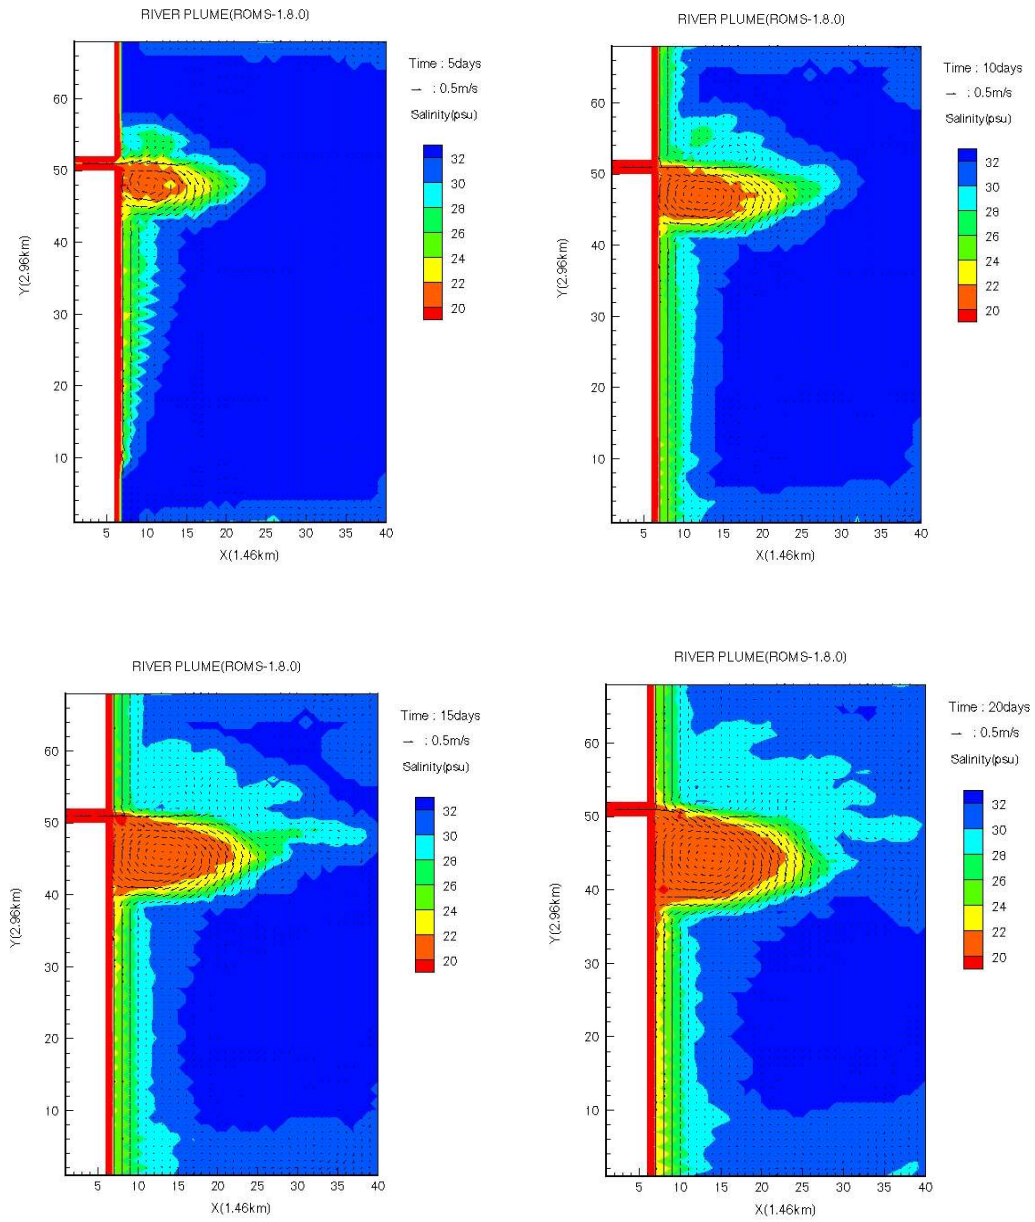 RIVER PLUME(ROMS-1.8.0)
Time : 5days
: 0.5m/s
Salinity(psu)
32
30
28
26
24
22
20
60
50
40
30
20
10
Y(2.96km)
5 10 15 20 25 30 35 40
X(1.46km)
RIVER PLUME(ROMS-1.8.0)
Time : 10days
: 0.5m/s
Salinity(psu)
32
30
28
26
24
22
20
60
50
40
30
20
10
Y(2.96km)
5 10 15 20 25 30 35 40
X(1.46km)
RIVER PLUME(ROMS-1.8.0)
Time : 15days
: 0.5m/s
Salinity(psu)
32
30
28
26
24
22
20
60
50
40
30
20
10
Y(2.96km)
5 10 15 20 25 30 35 40
X(1.46km)
RIVER PLUME(ROMS-1.8.0)
Time : 20days
: 0.5m/s
Salinity(psu)
32
30
28
26
24
22
20
60
50
40
30
20
10
Y(2.96km)
5 10 15 20 25 30 35 40
X(1.46km)